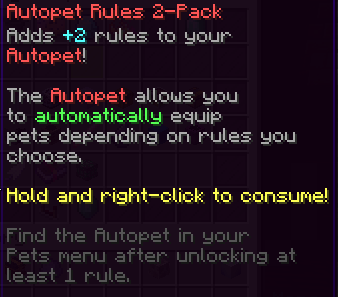 Autopet Rules 2-Pack
Adds +2 rules to your
Autopet!
The Autopet allows you
to automatically equip
pets depending on rules you
choose.
Hold and right-click to consume!
Find the Autopet in your
Pets menu after unlocking at
least 1 rule.